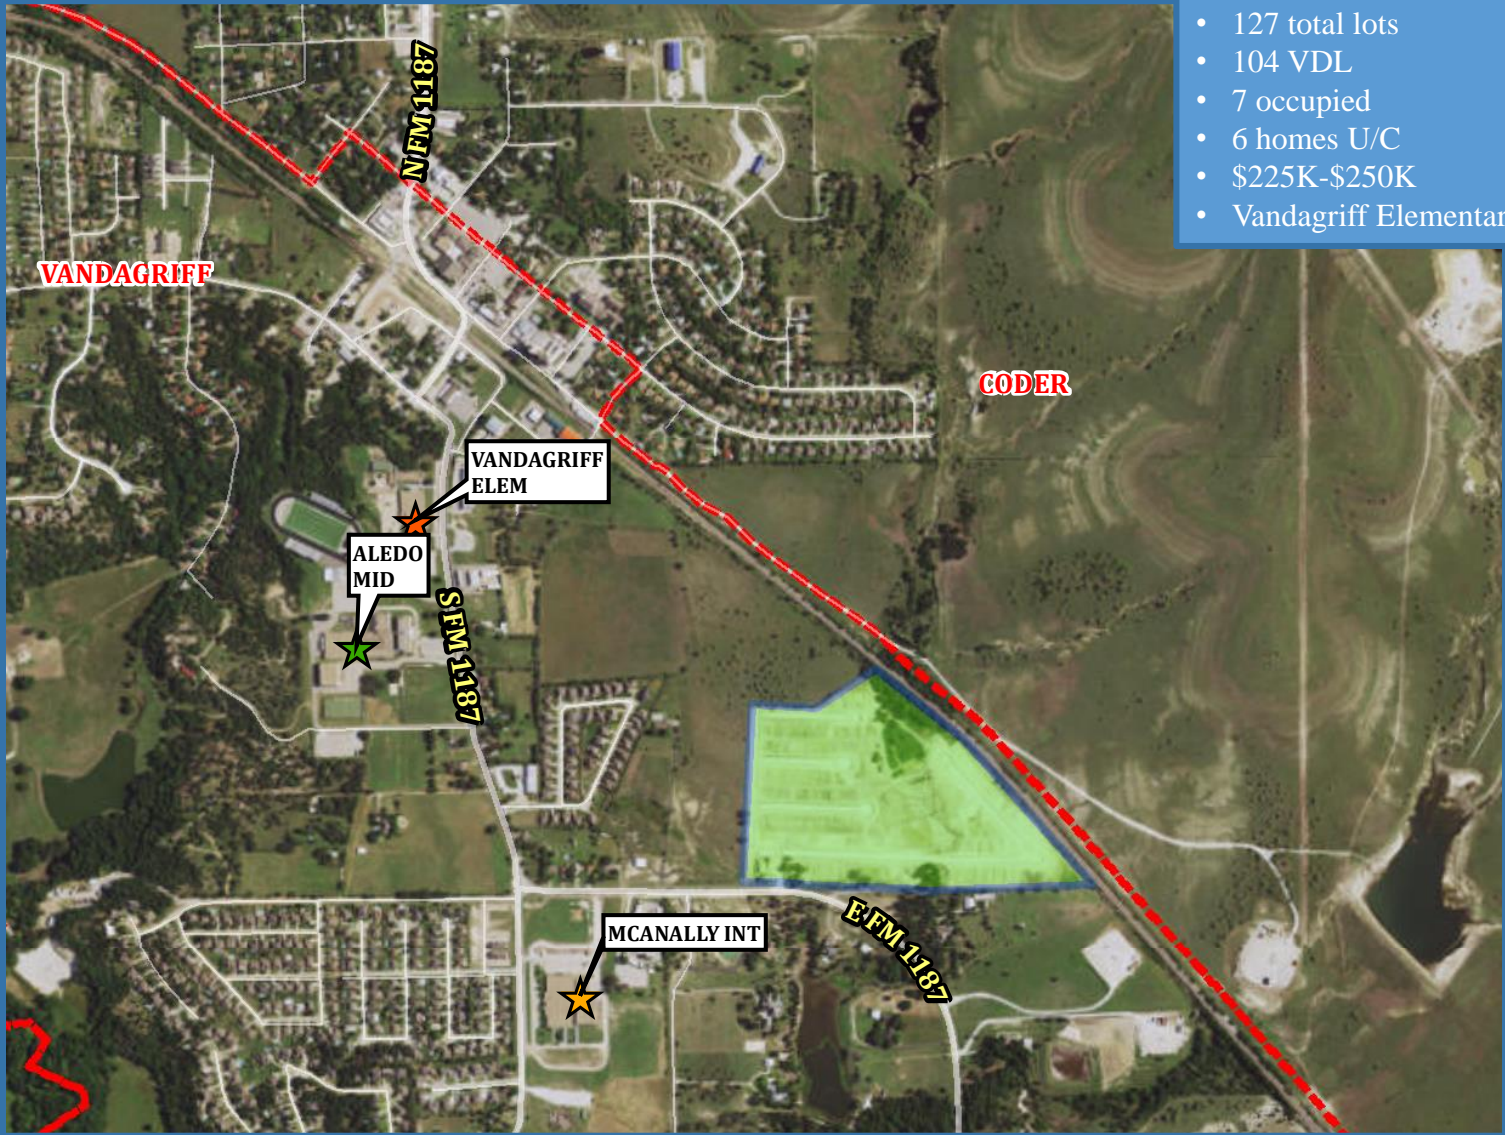 • 127 total lots
• 104 VDL
• 7 occupied
• 6 homes U/C
• $225K-$250K
• Vandagriff Elementar
N FM 1187
VANDAGRIFF
CODER
VANDAGRIFF
ELEM
ALEDO
MID
S FM 1187
MCANALLY INT
E FM 1187